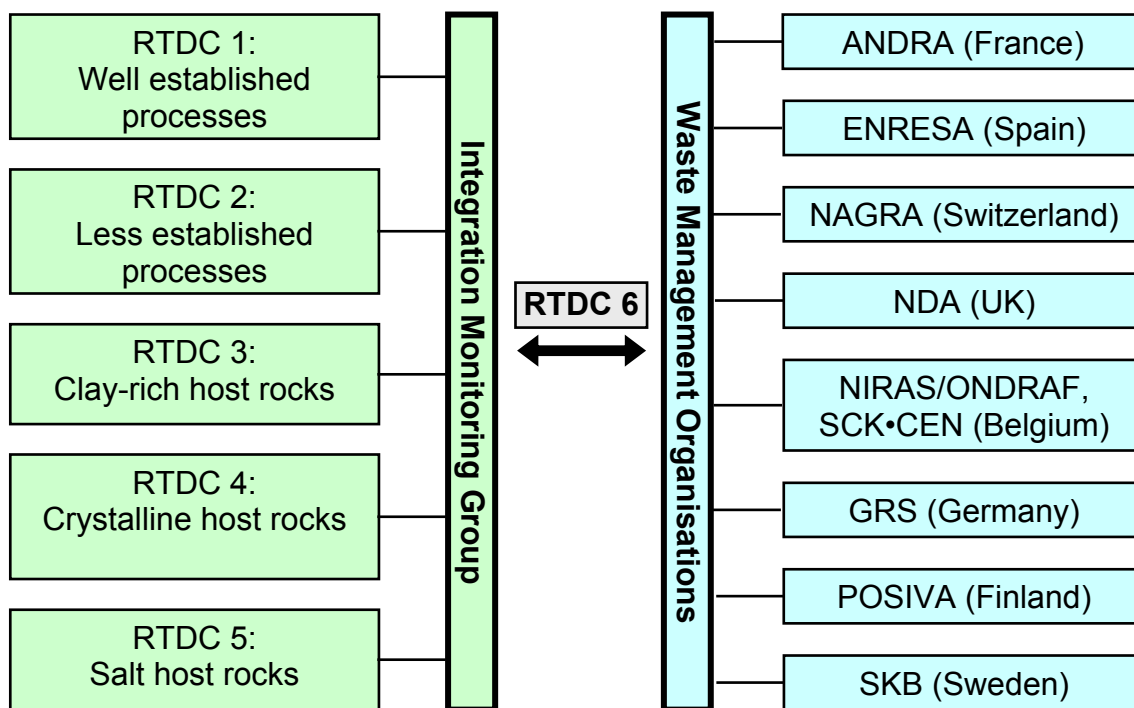 RTDC 1:
Well established
processes
RTDC 2:
Less established
processes
RTDC 3:
Clay-rich host rocks
RTDC 4:
Crystalline host rocks
RTDC 5:
Salt host rocks
Integration Monitoring Group
RTDC 6
Waste Management Organisations
ANDRA (France)
ENRESA (Spain)
NAGRA (Switzerland)
NDA (UK)
NIRAS/ONDRAF,
SCK•CEN (Belgium)
GRS (Germany)
POSIVA (Finland)
SKB (Sweden)